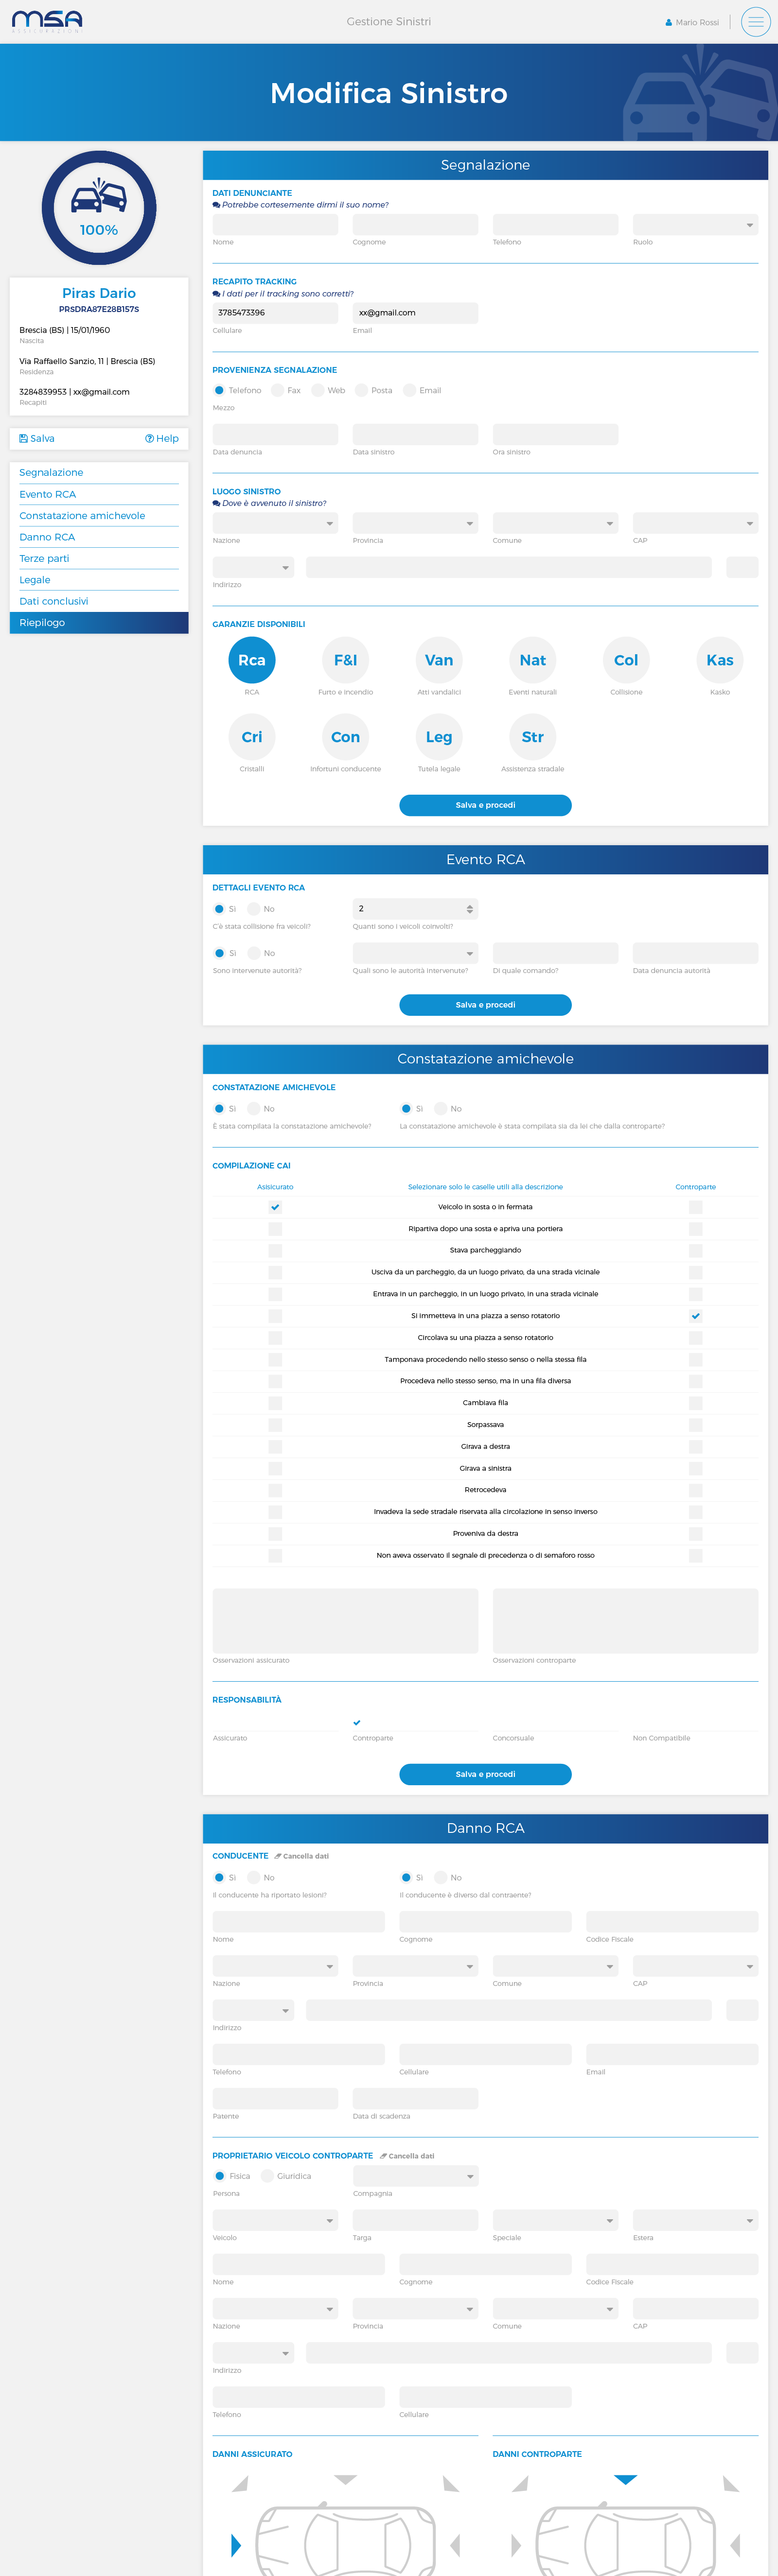 msa
ASSICURAZIONI
Gestione Sinistri
Mario Rossi
Modifica Sinistro
100%
Piras Dario
PRSDRA87E28B157S
Brescia (BS) | 15/01/1960
Nascita
Via Raffaello Sanzio, 11 | Brescia (BS)
Residenza
3284839953 | xx@gmail.com
Recapiti
Salva Help
Segnalazione
Evento RCA
Constatazione amichevole
Danno RCA
Terze parti
Legale
Dati conclusivi
Riepilogo
Segnalazione
DATI DENUNCIANTE
Potrebbe cortesemente dirmi il suo nome?
Nome Cognome Telefono Ruolo
RECAPITO TRACKING
I dati per il tracking sono corretti?
3785473396 xx@gmail.com
Cellulare Email
PROVENIENZA SEGNALAZIONE
Telefono Fax Web Posta Email
Mezzo
Data denuncia Data sinistro Ora sinistro
LUOGO SINISTRO
Dove è avvenuto il sinistro?
Nazione Provincia Comune CAP
Indirizzo
GARANZIE DISPONIBILI
Rca F&I Van Nat Col Kas
RCA Furto e incendio Atti vandalici Eventi naturali Collisione Kasko
Cri Con Leg Str
Cristalli Infortuni conducente Tutela legale Assistenza stradale
Salva e procedi
Evento RCA
DETTAGLI EVENTO RCA
Sì No 2
C'è stata collisione fra veicoli? Quanti sono i veicoli coinvolti?
Sì No
Sono intervenute autorità? Quali sono le autorità intervenute? Di quale comando? Data denuncia autorità
Salva e procedi
Constatazione amichevole
CONSTATAZIONE AMICHEVOLE
Sì No Sì No
È stata compilata la constatazione amichevole? La constatazione amichevole è stata compilata sia da lei che dalla controparte?
COMPILAZIONE CAI
Asisicurato Selezionare solo le caselle utili alla descrizione Controparte
Veicolo in sosta o in fermata
Ripartiva dopo una sosta e apriva una portiera
Stava parcheggiando
Usciva da un parcheggio, da un luogo privato, da una strada vicinale
Entrava in un parcheggio, in un luogo privato, in una strada vicinale
Si immetteva in una piazza a senso rotatorio
Circolava su una piazza a senso rotatorio
Tamponava procedendo nello stesso senso o nella stessa fila
Procedeva nello stesso senso, ma in una fila diversa
Cambiava fila
Sorpassava
Girava a destra
Girava a sinistra
Retrocedeva
Invadeva la sede stradale riservata alla circolazione in senso inverso
Proveniva da destra
Non aveva osservato il segnale di precedenza o di semaforo rosso
Osservazioni assicurato Osservazioni controparte
RESPONSABILITÀ
Assicurato Controparte Concorsuale Non Compatibile
Salva e procedi
Danno RCA
CONDUCENTE Cancella dati
Sì No Sì No
Il conducente ha riportato lesioni? Il conducente è diverso dal contraente?
Nome Cognome Codice Fiscale
Nazione Provincia Comune CAP
Indirizzo
Telefono Cellulare Email
Patente Data di scadenza
PROPRIETARIO VEICOLO CONTROPARTE Cancella dati
Fisica Giuridica
Persona Compagnia
Veicolo Targa Speciale Estera
Nome Cognome Codice Fiscale
Nazione Provincia Comune CAP
Indirizzo
Telefono Cellulare
DANNI ASSICURATO DANNI CONTROPARTE